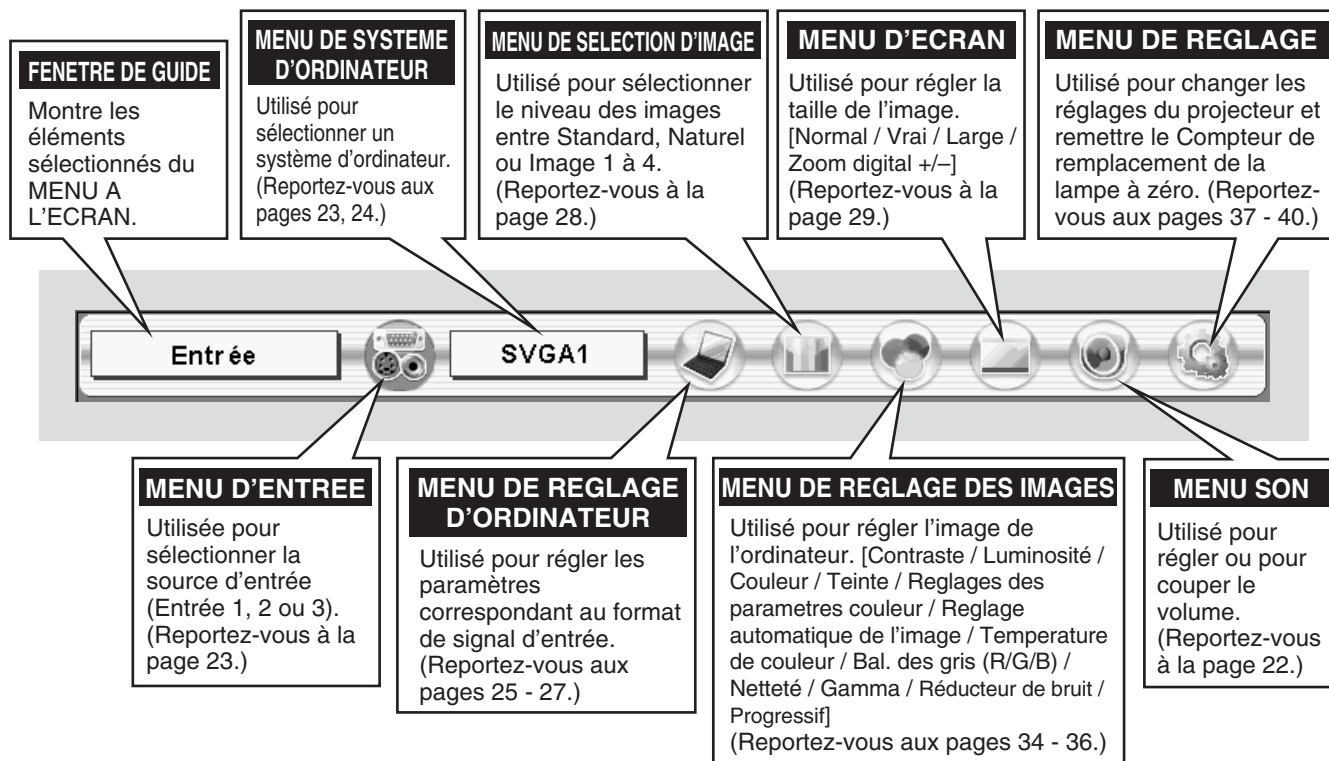 FENETRE DE GUIDE
Montre les
éléments
sélectionnés du
MENU A
L'ECRAN.
MENU DE SYSTEME
D'ORDINATEUR
Utilisé pour
sélectionner un
système d'ordinateur.
(Reportez-vous aux
pages 23, 24.)
MENU DE SELECTION D'IMAGE
Utilisé pour sélectionner
le niveau des images
entre Standard, Naturel
ou Image 1 à 4.
(Reportez-vous à la
page 28.)
MENU D'ECRAN
Utilisé pour régler la
taille de l'image.
[Normal / Vrai / Large /
Zoom digital +/–]
(Reportez-vous à la
page 29.)
MENU DE REGLAGE
Utilisé pour changer les
réglages du projecteur et
remettre le Compteur de
remplacement de la
lampe à zéro. (Reportez-
vous aux pages 37 - 40.)
Entrée
SVGA1
MENU D'ENTREE
Utilisée pour
sélectionner la
source d'entrée
(Entrée 1, 2 ou 3).
(Reportez-vous à la
page 23.)
MENU DE REGLAGE
D'ORDINATEUR
Utilisé pour régler les
paramètres
correspondant au format
de signal d'entrée.
(Reportez-vous aux
pages 25 - 27.)
MENU DE REGLAGE DES IMAGES
Utilisé pour régler l'image de
l'ordinateur. [Contraste / Luminosité /
Couleur / Teinte / Reglages des
parametres couleur / Reglage
automatique de l'image / Temperature
de couleur / Bal. des gris (R/G/B) /
Netteté / Gamma / Réducteur de bruit /
Progressif]
(Reportez-vous aux pages 34 - 36.)
MENU SON
Utilisé pour
régler ou pour
couper le
volume.
(Reportez-vous
à la page 22.)